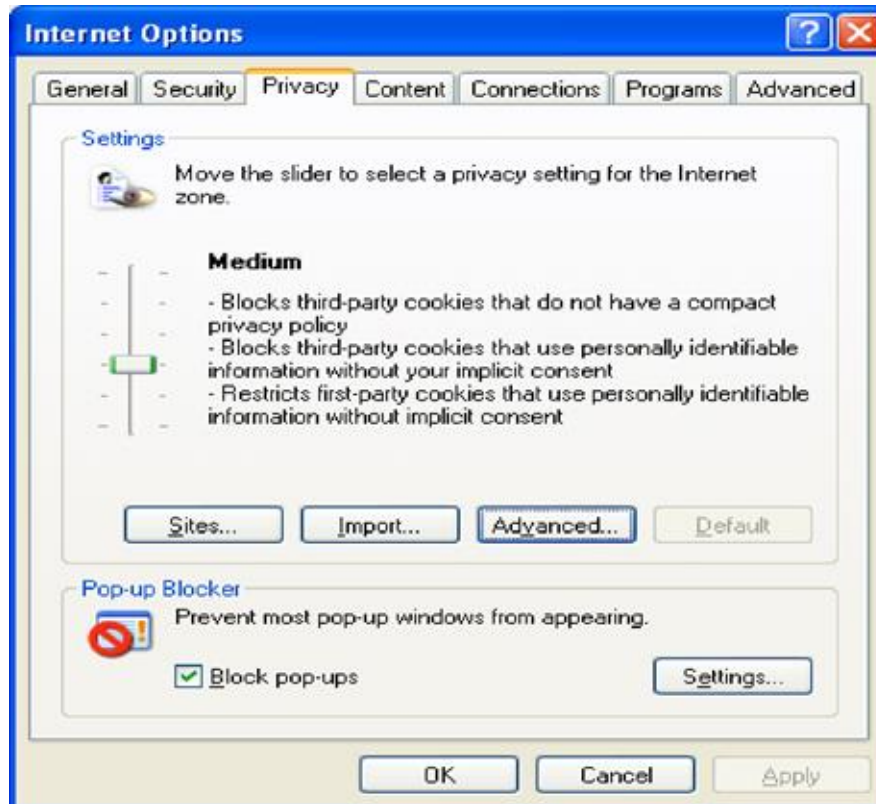 Internet Options
General Security Privacy Content Connections Programs Advanced
Settings
Move the slider to select a privacy setting for the Internet
zone.
Medium
- Blocks third-party cookies that do not have a compact
privacy policy
- Blocks third-party cookies that use personally identifiable
information without your implicit consent
- Restricts first-party cookies that use personally identifiable
information without implicit consent
Sites... Import... Advanced... Default
Pop-up Blocker
Prevent most pop-up windows from appearing.
Block pop-ups Settings...
OK Cancel Apply